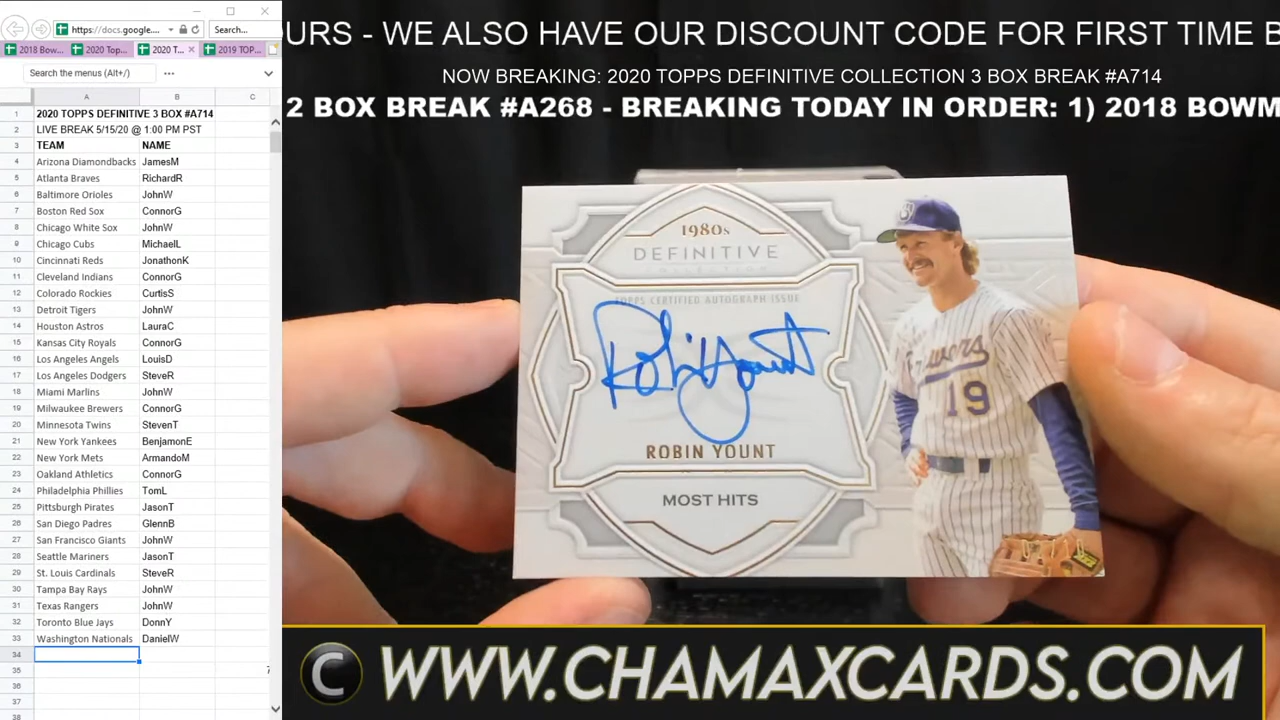 https://docs.google....
Search...
2018 Bow...
2020 Top...
2020 T...
2019 TOP...
Search the menus (Alt+/)
A B C
1 2020 TOPPS DEFINITIVE 3 BOX #A714
2 LIVE BREAK 5/15/20 @ 1:00 PM PST
3 TEAM NAME
4 Arizona Diamondbacks JamesM
5 Atlanta Braves RichardR
6 Baltimore Orioles JohnW
7 Boston Red Sox ConnorG
8 Chicago White Sox JohnW
9 Chicago Cubs MichaelL
10 Cincinnati Reds JonathonK
11 Cleveland Indians ConnorG
12 Colorado Rockies CurtisS
13 Detroit Tigers JohnW
14 Houston Astros LauraC
15 Kansas City Royals ConnorG
16 Los Angeles Angels LouisD
17 Los Angeles Dodgers SteveR
18 Miami Marlins JohnW
19 Milwaukee Brewers ConnorG
20 Minnesota Twins StevenT
21 New York Yankees BenjamonE
22 New York Mets ArmandoM
23 Oakland Athletics ConnorG
24 Philadelphia Phillies TomL
25 Pittsburgh Pirates JasonT
26 San Diego Padres GlennB
27 San Francisco Giants JohnW
28 Seattle Mariners JasonT
29 St. Louis Cardinals SteveR
30 Tampa Bay Rays JohnW
31 Texas Rangers JohnW
32 Toronto Blue Jays DonnY
33 Washington Nationals DanielW
34
35 7
36
37
38
OURS - WE ALSO HAVE OUR DISCOUNT CODE FOR FIRST TIME B
NOW BREAKING: 2020 TOPPS DEFINITIVE COLLECTION 3 BOX BREAK #A714
2 BOX BREAK #A268 - BREAKING TODAY IN ORDER: 1) 2018 BOWM
1980s
DEFINITIVE
COLLECTION
TOPPS CERTIFIED AUTOGRAPH ISSUE
Robin Yount
ROBIN YOUNT
MOST HITS
Brewers
19
C WWW.CHAMAXCARDS.COM